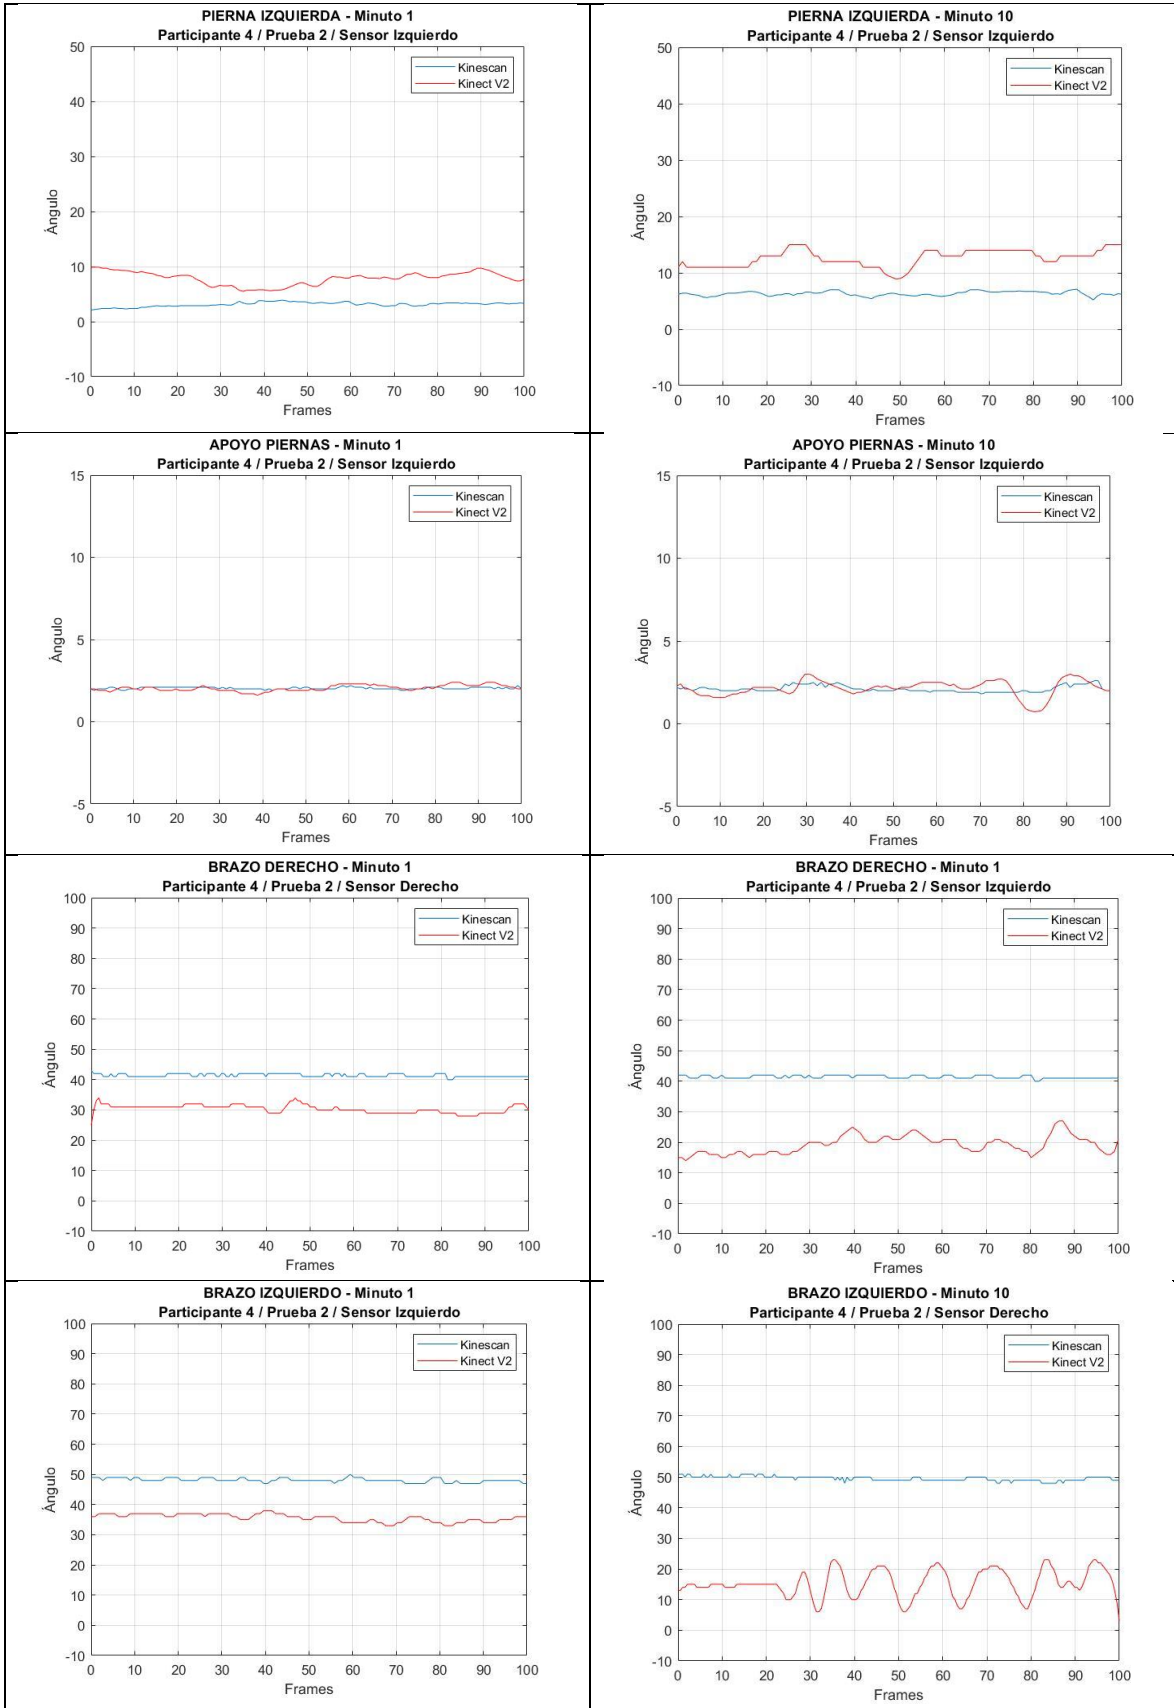 PIERNA IZQUIERDA - Minuto 1
Participante 4 / Prueba 2 / Sensor Izquierdo
Kinescan
Kinect V2
50
40
30
20
10
0
-10
Ángulo
0 10 20 30 40 50 60 70 80 90 100
Frames
PIERNA IZQUIERDA - Minuto 10
Participante 4 / Prueba 2 / Sensor Izquierdo
Kinescan
Kinect V2
50
40
30
20
10
0
-10
Ángulo
0 10 20 30 40 50 60 70 80 90 100
Frames
APOYO PIERNAS - Minuto 1
Participante 4 / Prueba 2 / Sensor Izquierdo
Kinescan
Kinect V2
15
10
5
0
-5
Ángulo
0 10 20 30 40 50 60 70 80 90 100
Frames
APOYO PIERNAS - Minuto 10
Participante 4 / Prueba 2 / Sensor Izquierdo
Kinescan
Kinect V2
15
10
5
0
-5
Ángulo
0 10 20 30 40 50 60 70 80 90 100
Frames
BRAZO DERECHO - Minuto 1
Participante 4 / Prueba 2 / Sensor Derecho
Kinescan
Kinect V2
100
90
80
70
60
50
40
30
20
10
0
-10
Ángulo
0 10 20 30 40 50 60 70 80 90 100
Frames
BRAZO DERECHO - Minuto 1
Participante 4 / Prueba 2 / Sensor Izquierdo
Kinescan
Kinect V2
100
90
80
70
60
50
40
30
20
10
0
-10
Ángulo
0 10 20 30 40 50 60 70 80 90 100
Frames
BRAZO IZQUIERDO - Minuto 1
Participante 4 / Prueba 2 / Sensor Izquierdo
Kinescan
Kinect V2
100
90
80
70
60
50
40
30
20
10
0
-10
Ángulo
0 10 20 30 40 50 60 70 80 90 100
Frames
BRAZO IZQUIERDO - Minuto 10
Participante 4 / Prueba 2 / Sensor Derecho
Kinescan
Kinect V2
100
90
80
70
60
50
40
30
20
10
0
-10
Ángulo
0 10 20 30 40 50 60 70 80 90 100
Frames